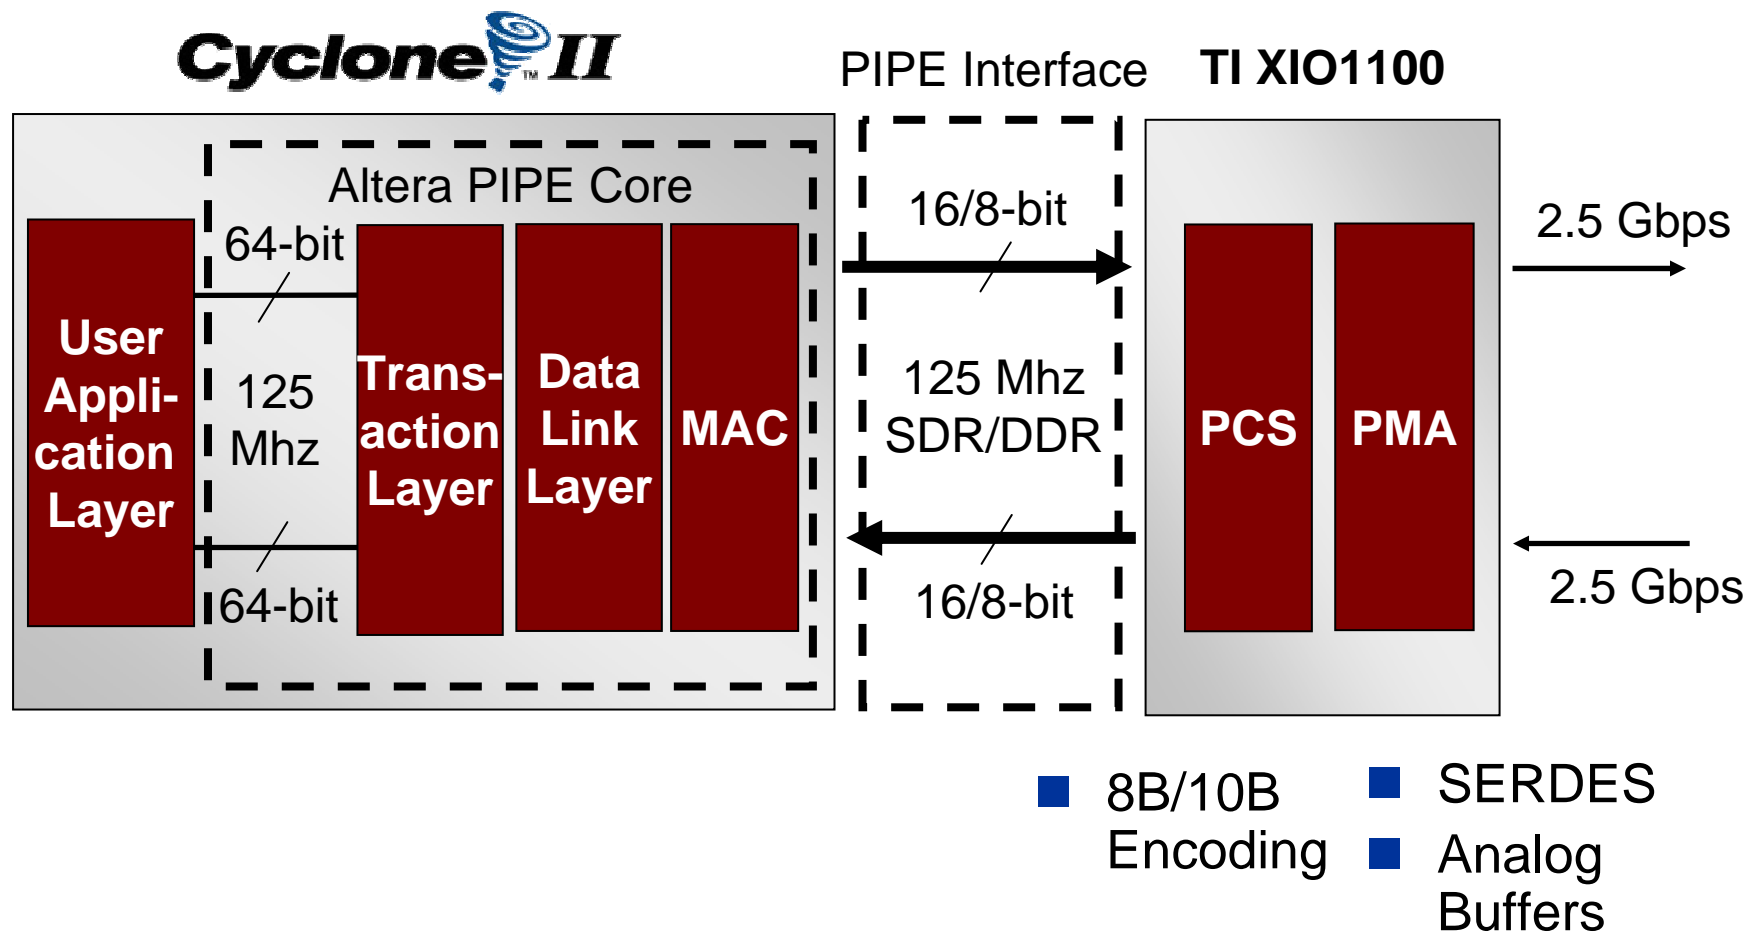 Cyclone™ II
PIPE Interface
TI XIO1100
Altera PIPE Core
User
Appli-
cation
Layer
64-bit
125
Mhz
64-bit
Trans-
action
Layer
Data
Link
Layer
MAC
16/8-bit
125 Mhz
SDR/DDR
16/8-bit
PCS
PMA
2.5 Gbps
2.5 Gbps
8B/10B
Encoding
SERDES
Analog
Buffers